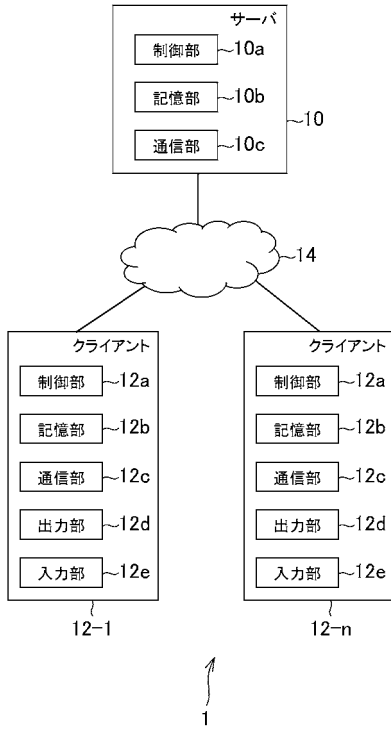 サーバ
制御部 10a
記憶部 10b
通信部 10c
10
14
クライアント
制御部 12a
記憶部 12b
通信部 12c
出力部 12d
入力部 12e
12-1
クライアント
制御部 12a
記憶部 12b
通信部 12c
出力部 12d
入力部 12e
12-n
1